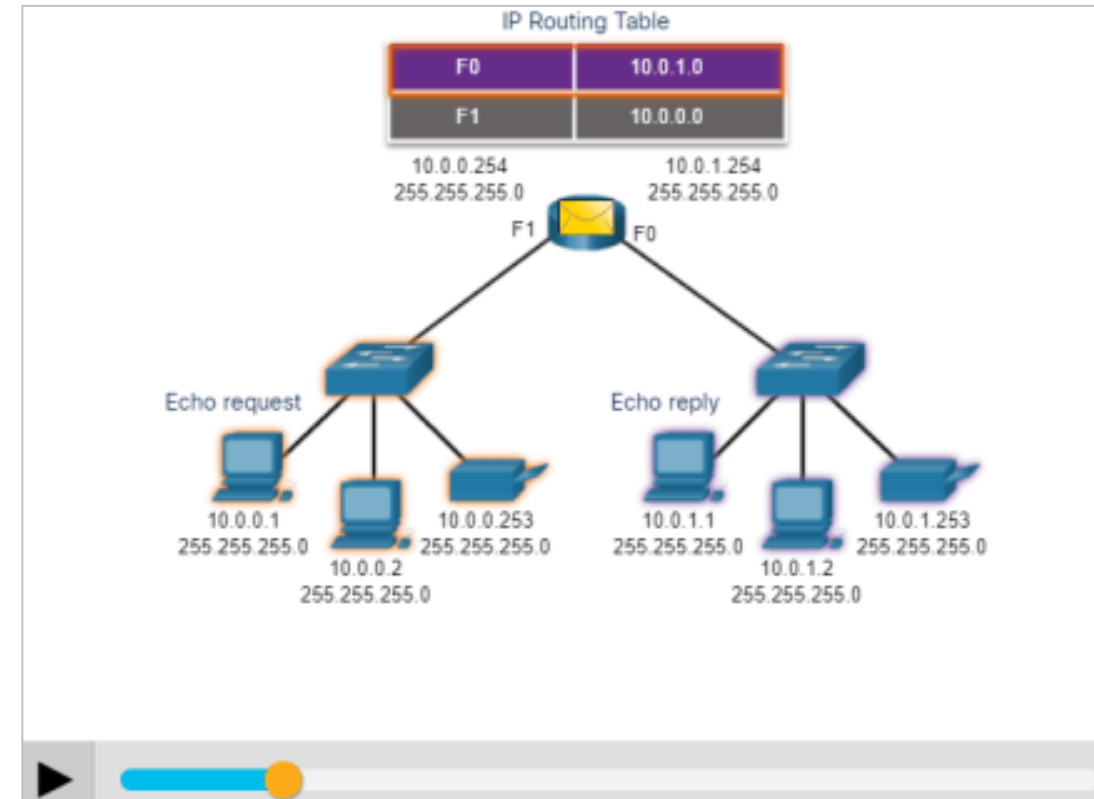 IP Routing Table
F0 10.0.1.0
F1 10.0.0.0
10.0.0.254 10.0.1.254
255.255.255.0 255.255.255.0
F1 F0
Echo request Echo reply
10.0.0.1 10.0.0.253 10.0.1.1 10.0.1.253
255.255.255.0 255.255.255.0 255.255.255.0 255.255.255.0
10.0.0.2 10.0.1.2
255.255.255.0 255.255.255.0